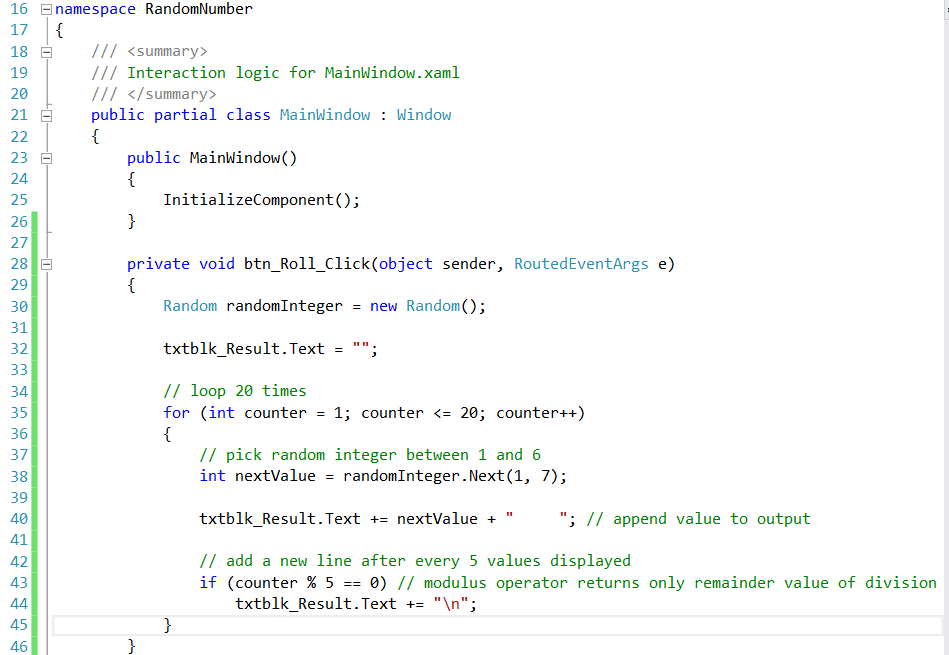 16 namespace RandomNumber
17 {
18 /// <summary>
19 /// Interaction logic for MainWindow.xaml
20 /// </summary>
21 public partial class MainWindow : Window
22 {
23 public MainWindow()
24 {
25 InitializeComponent();
26 }
27
28 private void btn_Roll_Click(object sender, RoutedEventArgs e)
29 {
30 Random randomInteger = new Random();
31
32 txtblk_Result.Text = "";
33
34 // loop 20 times
35 for (int counter = 1; counter <= 20; counter++)
36 {
37 // pick random integer between 1 and 6
38 int nextValue = randomInteger.Next(1, 7);
39
40 txtblk_Result.Text += nextValue + "     "; // append value to output
41
42 // add a new line after every 5 values displayed
43 if (counter % 5 == 0) // modulus operator returns only remainder value of division
44 txtblk_Result.Text += "\n";
45 }
46 }